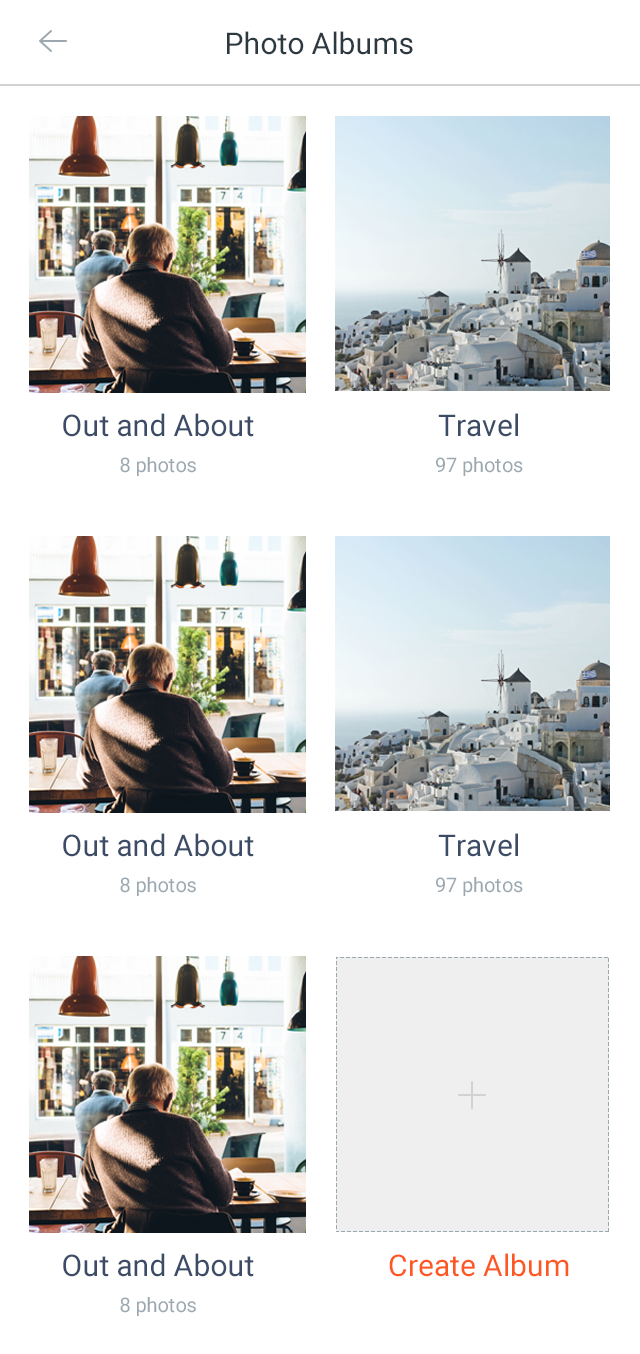 Photo Albums
Out and About
8 photos
Travel
97 photos
Out and About
8 photos
Travel
97 photos
Out and About
8 photos
Create Album